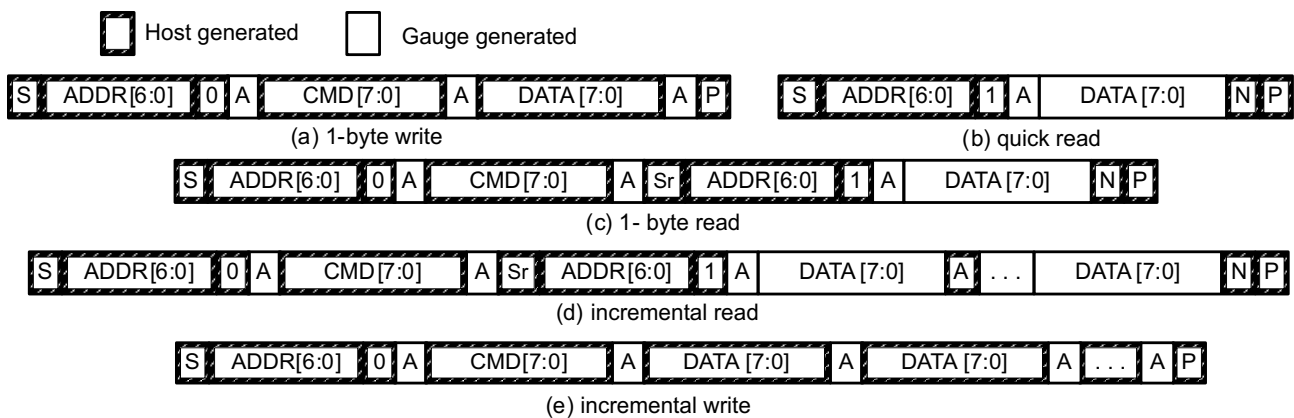 Host generated Gauge generated
S ADDR[6:0] 0 A CMD[7:0] A DATA [7:0] A P S ADDR[6:0] 1 A DATA [7:0] N P
(a) 1-byte write (b) quick read
S ADDR[6:0] 0 A CMD[7:0] A Sr ADDR[6:0] 1 A DATA [7:0] N P
(c) 1- byte read
S ADDR[6:0] 0 A CMD[7:0] A Sr ADDR[6:0] 1 A DATA [7:0] A . . . DATA [7:0] N P
(d) incremental read
S ADDR[6:0] 0 A CMD[7:0] A DATA [7:0] A DATA [7:0] A . . . A P
(e) incremental write